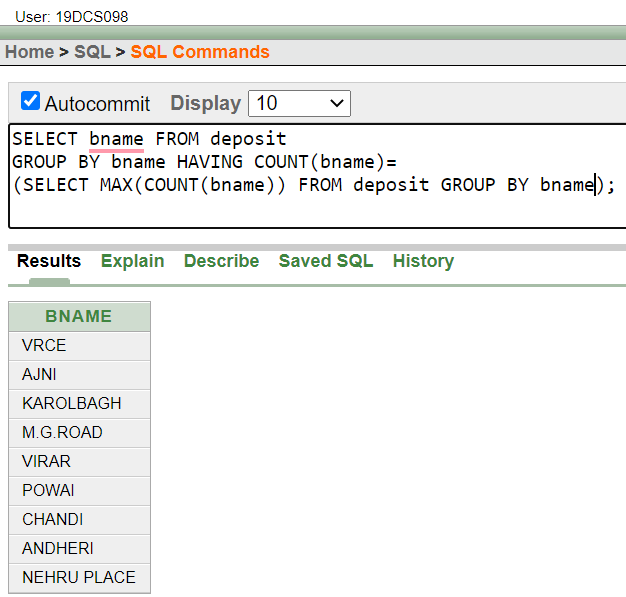 User: 19DCS098
Home > SQL > SQL Commands
Autocommit Display 10
SELECT bname FROM deposit
GROUP BY bname HAVING COUNT(bname)=
(SELECT MAX(COUNT(bname)) FROM deposit GROUP BY bname);
Results Explain Describe Saved SQL History
BNAME
VRCE
AJNI
KAROLBAGH
M.G.ROAD
VIRAR
POWAI
CHANDI
ANDHERI
NEHRU PLACE